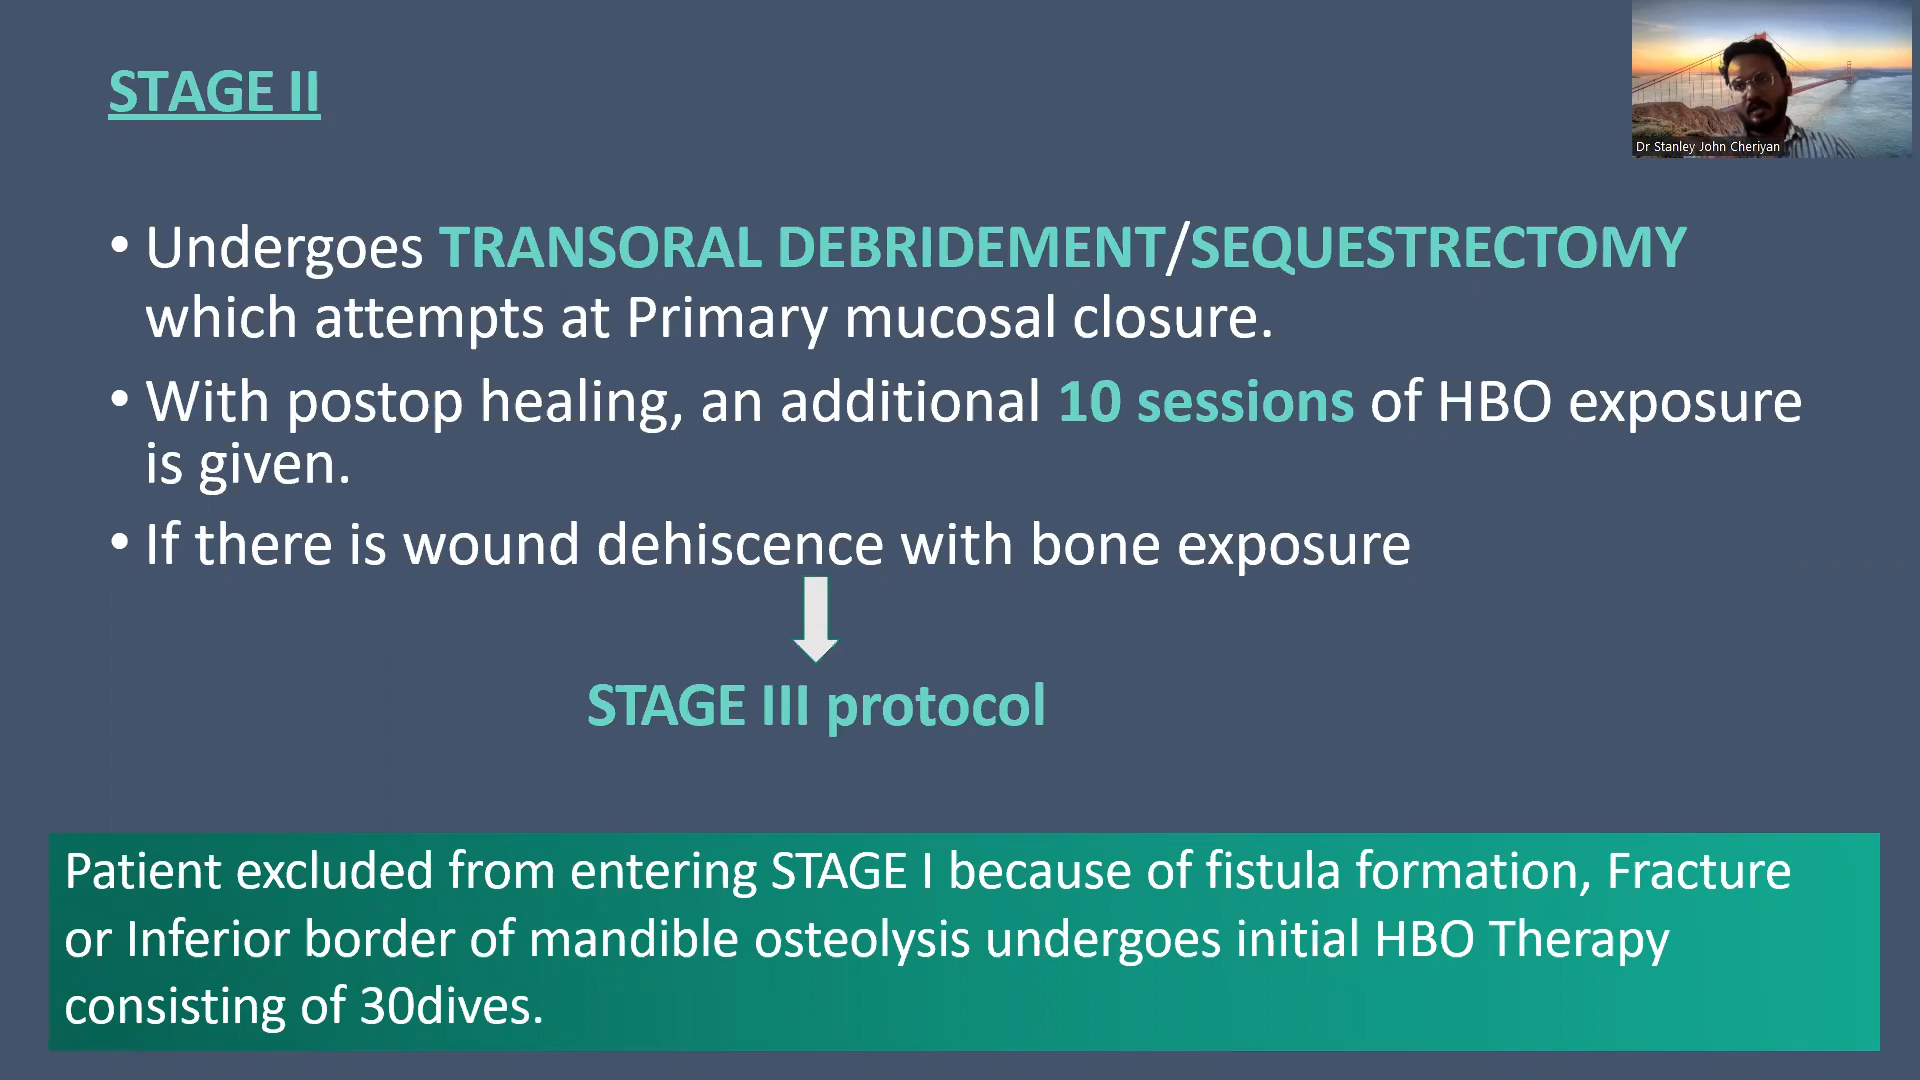 STAGE II
Dr Stanley John Cheriyan
• Undergoes TRANSORAL DEBRIDEMENT/SEQUESTRECTOMY
which attempts at Primary mucosal closure.
• With postop healing, an additional 10 sessions of HBO exposure
is given.
• If there is wound dehiscence with bone exposure
STAGE III protocol
Patient excluded from entering STAGE I because of fistula formation, Fracture
or Inferior border of mandible osteolysis undergoes initial HBO Therapy
consisting of 30dives.